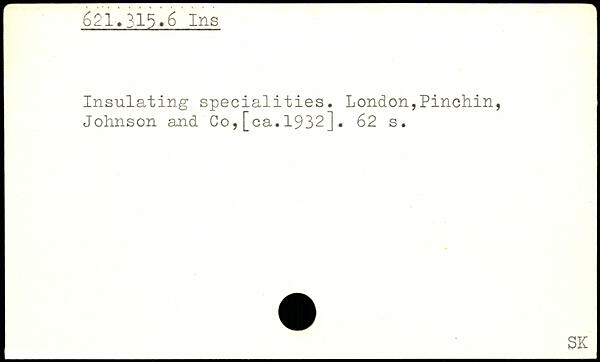 621.315.6 Ins
Insulating specialities. London,Pinchin,
Johnson and Co,[ca.1932]. 62 s.
SK